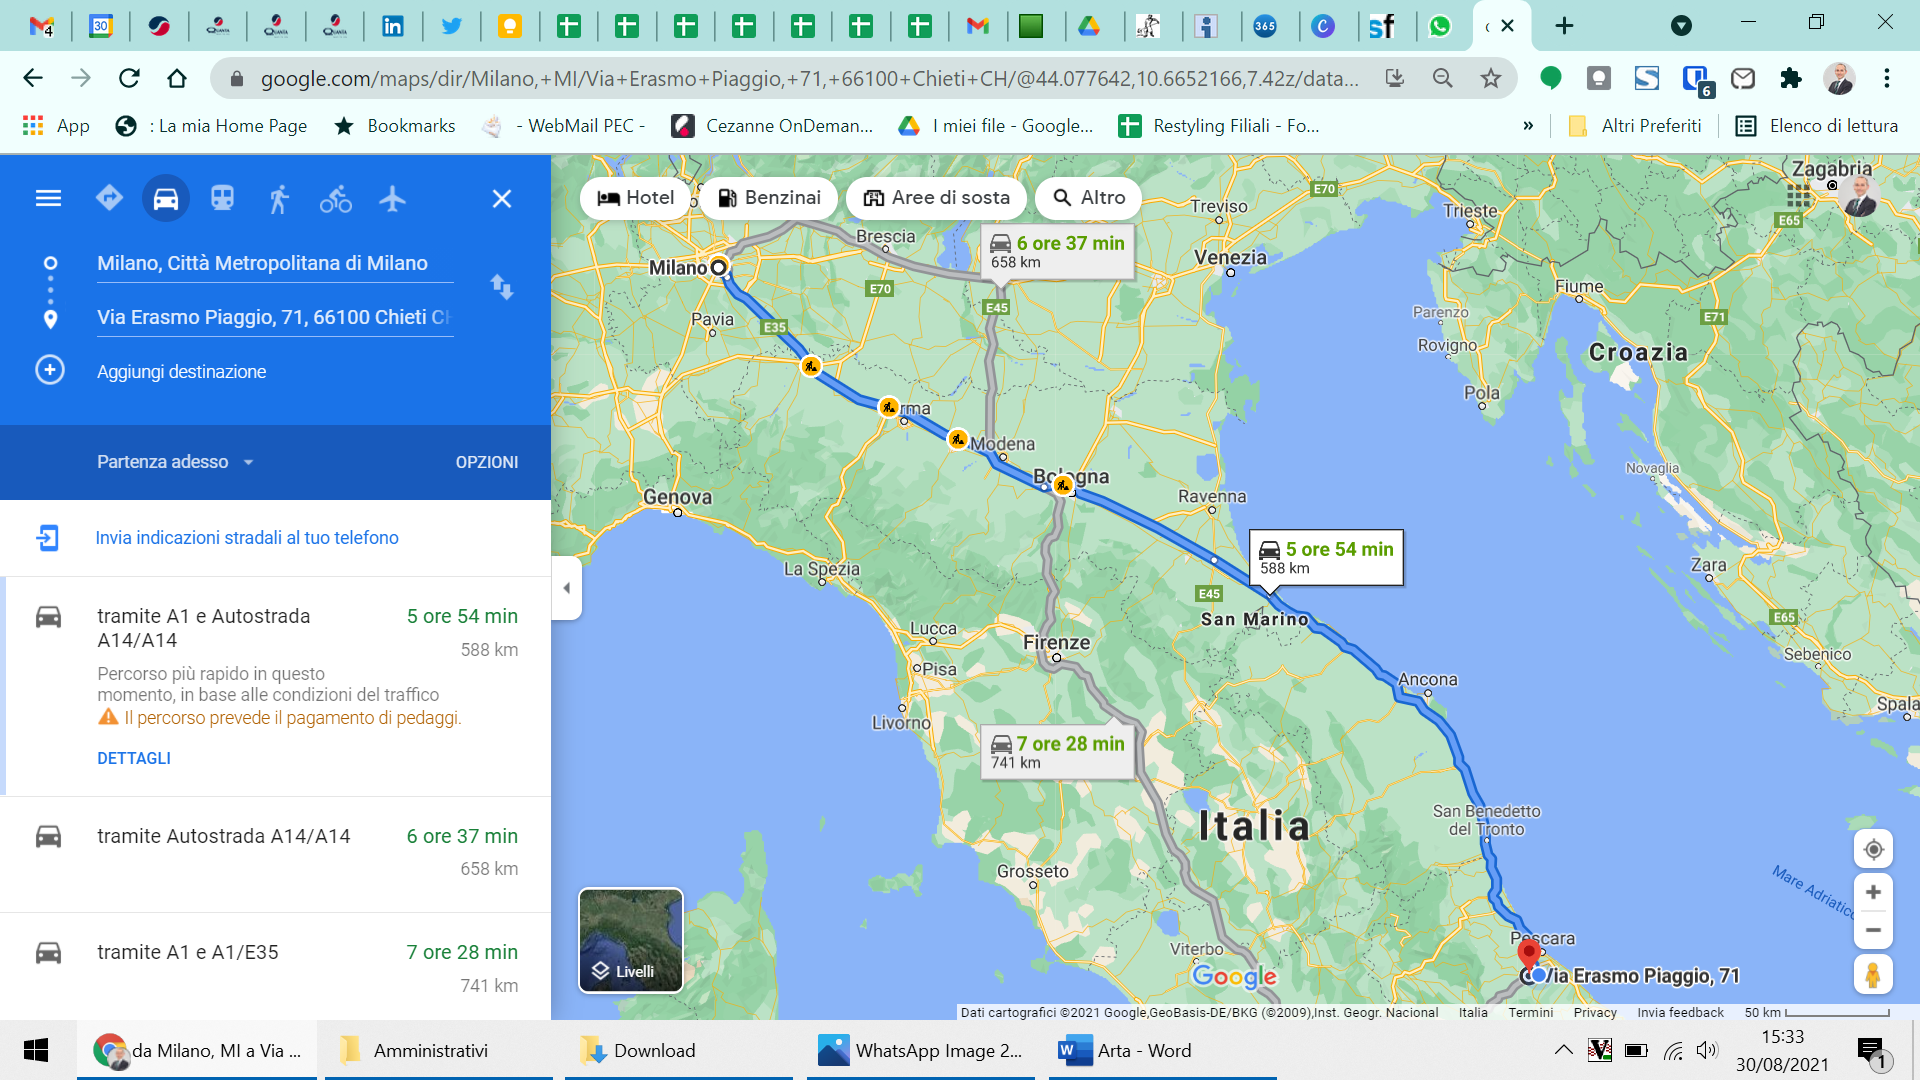 4
30
365
google.com/maps/dir/Milano,+MI/Via+Erasmo+Piaggio,+71,+66100+Chieti+CH/@44.077642,10.6652166,7.42z/data...
6
App
: La mia Home Page
Bookmarks
- WebMail PEC -
Cezanne OnDeman...
I miei file - Google...
Restyling Filiali - Fo...
»
Altri Preferiti
Elenco di lettura
Milano, Città Metropolitana di Milano
Via Erasmo Piaggio, 71, 66100 Chieti CH
Aggiungi destinazione
Partenza adesso
OPZIONI
Invia indicazioni stradali al tuo telefono
tramite A1 e Autostrada
A14/A14
5 ore 54 min
588 km
Percorso più rapido in questo
momento, in base alle condizioni del traffico
Il percorso prevede il pagamento di pedaggi.
DETTAGLI
tramite Autostrada A14/A14
6 ore 37 min
658 km
tramite A1 e A1/E35
7 ore 28 min
741 km
Hotel
Benzinai
Aree di sosta
Altro
Zagabria
E70
Treviso
Trieste
E65
Brescia
6 ore 37 min
658 km
Venezia
Milano
E70
E45
Fiume
Pavia
E35
Parenzo
E71
Rovigno
Croazia
Pola
rma
Modena
Bologna
Novaglia
Genova
Ravenna
5 ore 54 min
588 km
La Spezia
Zara
E45
San Marino
E65
Lucca
Firenze
Sebenico
Pisa
Ancona
Spala
Livorno
7 ore 28 min
741 km
San Benedetto
del Tronto
Italia
Grosseto
Mare Adriatico
Viterbo
Pescara
Via Erasmo Piaggio, 71
Livelli
Google
Dati cartografici ©2021 Google,GeoBasis-DE/BKG (©2009),Inst. Geogr. Nacional
Italia
Termini
Privacy
Invia feedback
50 km
da Milano, MI a Via ...
Amministrativi
Download
WhatsApp Image 2...
Arta - Word
15:33
30/08/2021
1